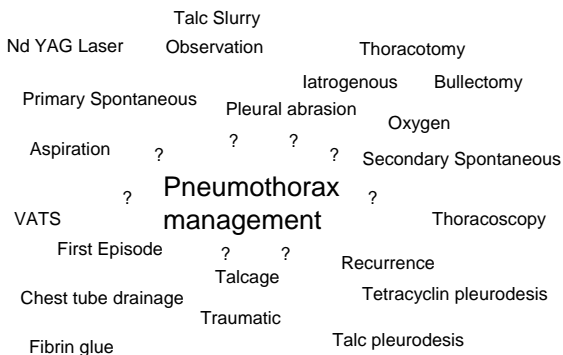 Talc Slurry
Nd YAG Laser Observation Thoracotomy
Iatrogenous Bullectomy
Primary Spontaneous Pleural abrasion
Oxygen
Aspiration ? ? ? ? Secondary Spontaneous
? Pneumothorax ?
management
VATS Thoracoscopy
First Episode ? ? Recurrence
Talcage
Chest tube drainage Tetracyclin pleurodesis
Traumatic
Fibrin glue Talc pleurodesis